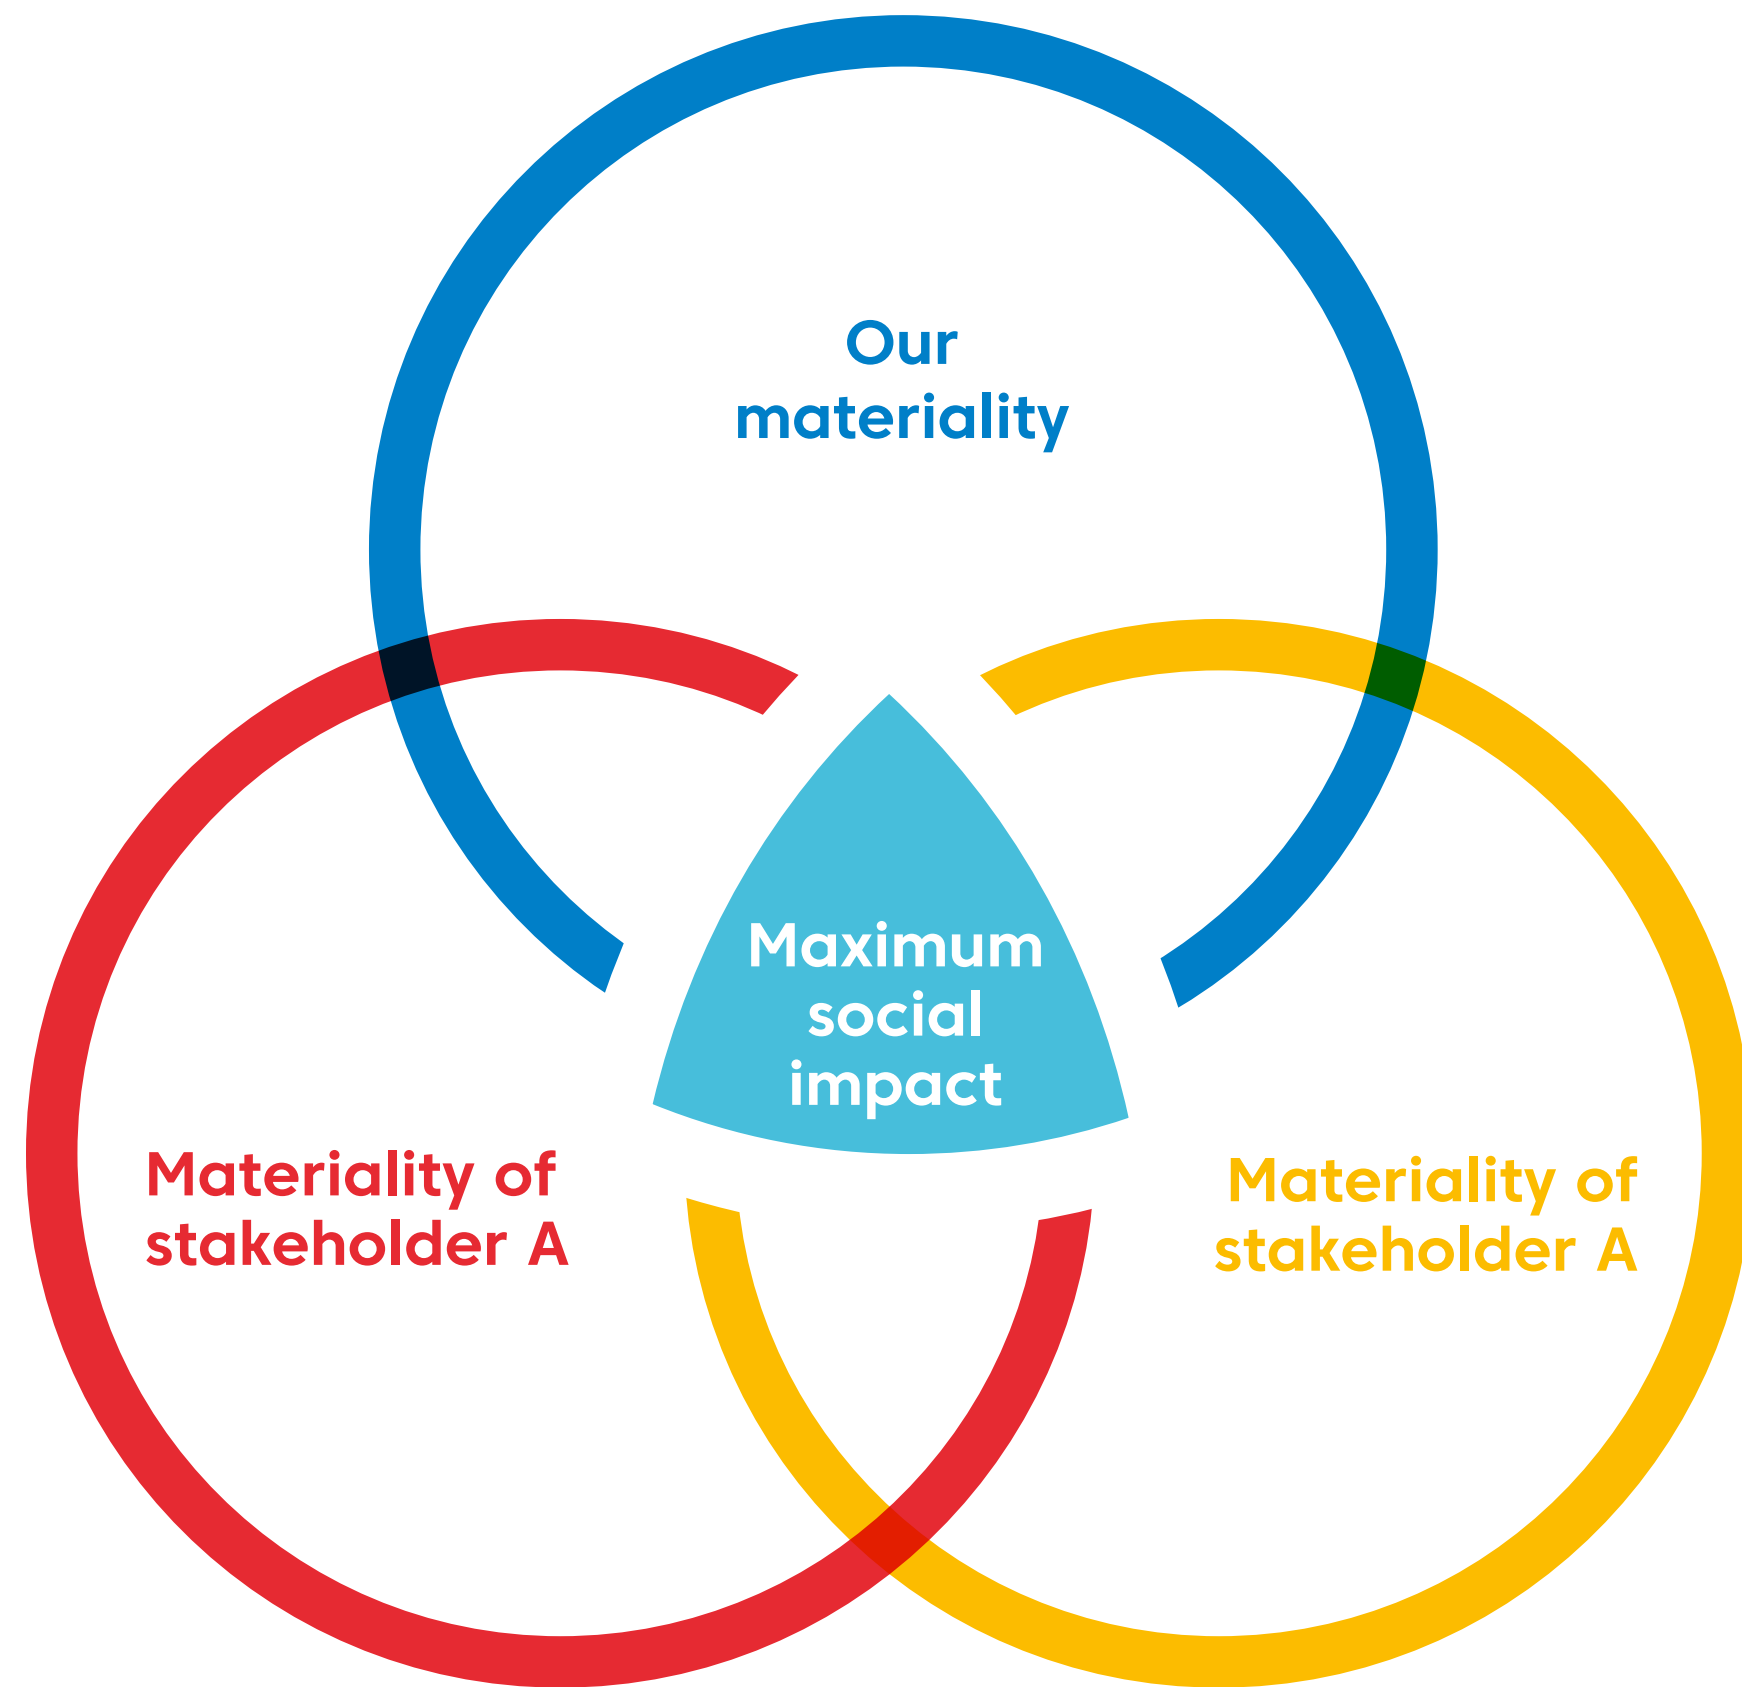 Our
materiality
Maximum
social
impact
Materiality of
stakeholder A
Materiality of
stakeholder A